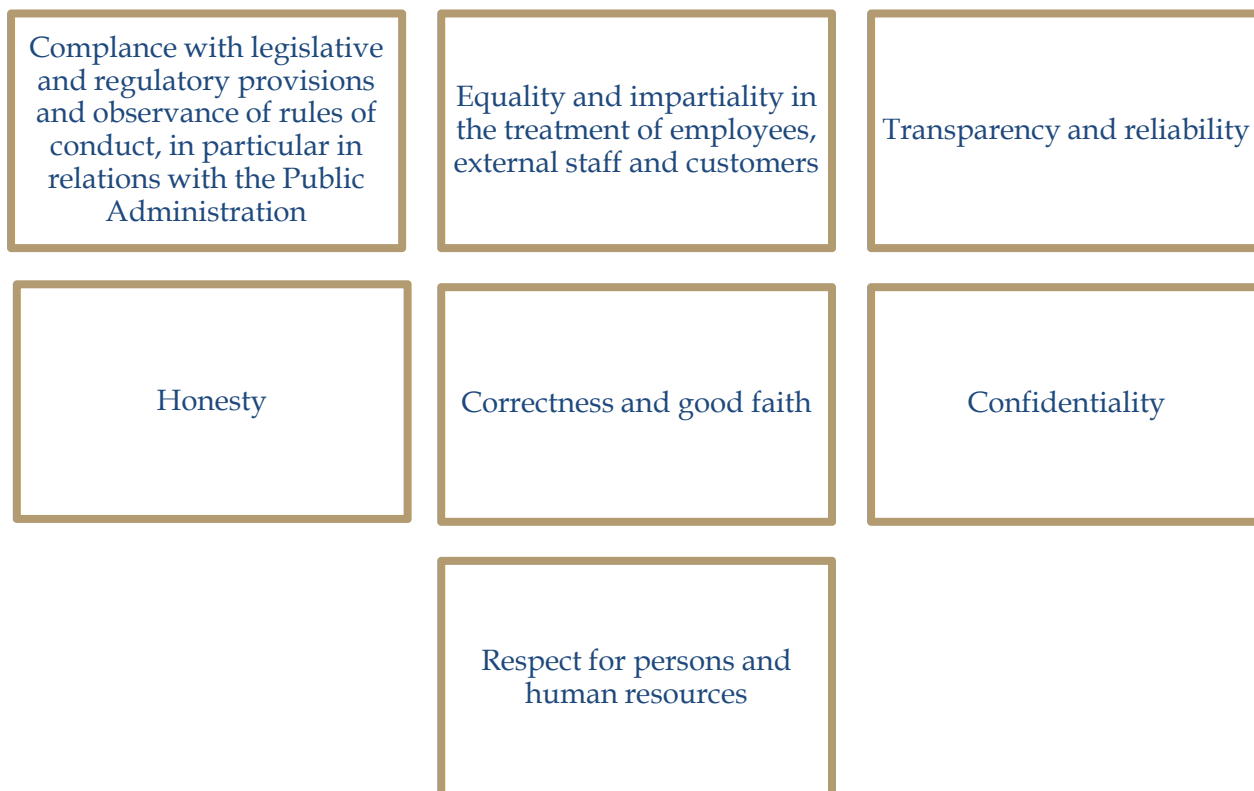 Complance with legislative
and regulatory provisions
and observance of rules of
conduct, in particular in
relations with the Public
Administration
Equality and impartiality in
the treatment of employees,
external staff and customers
Transparency and reliability
Honesty
Correctness and good faith
Confidentiality
Respect for persons and
human resources